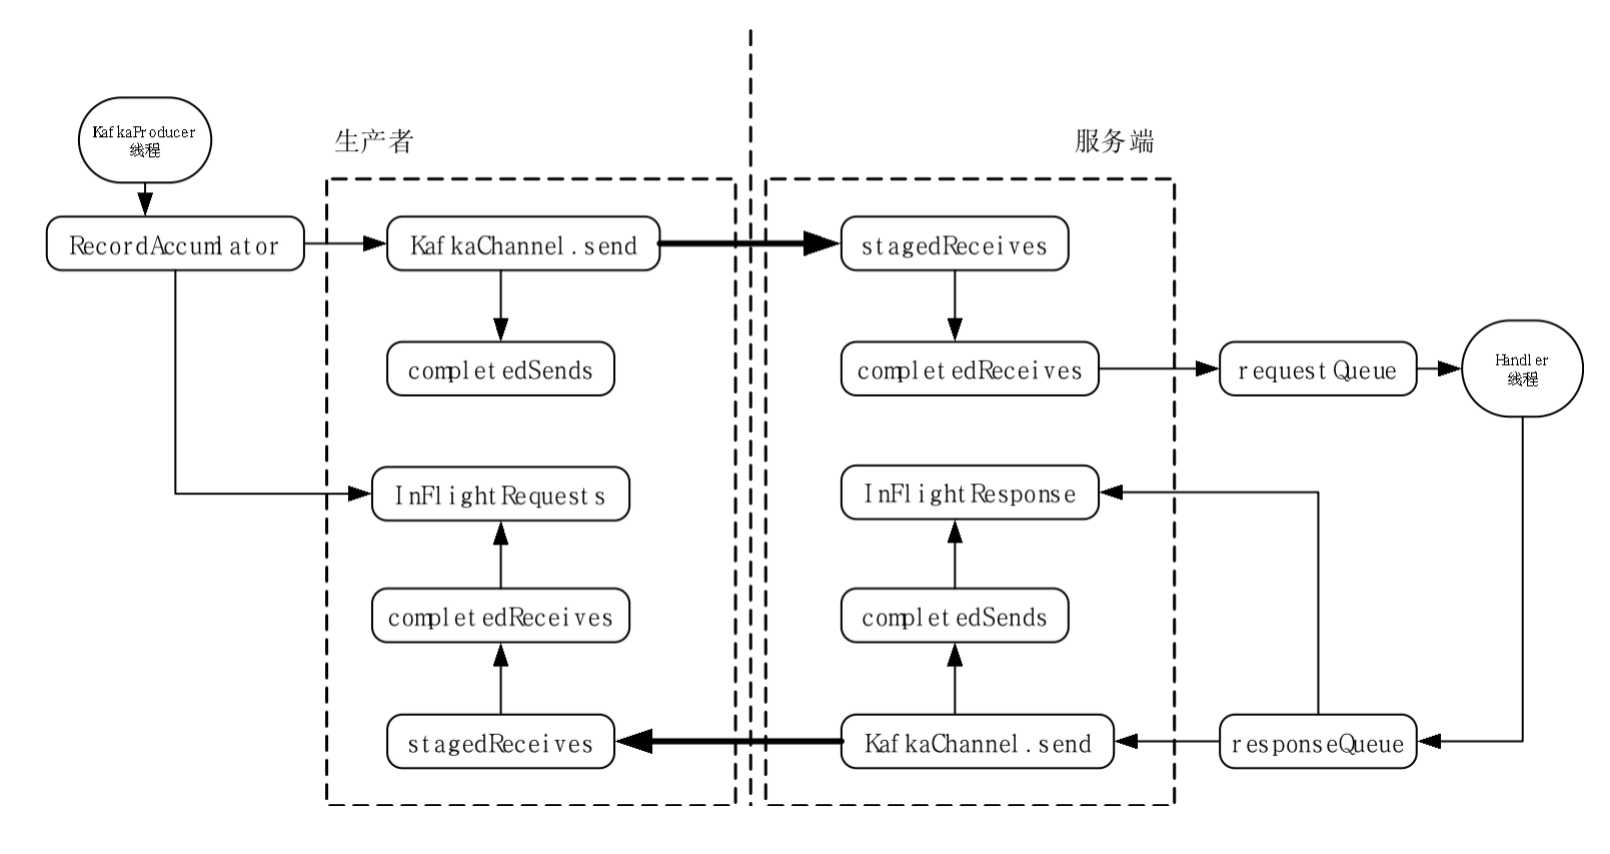 KafkaProducer
线程
生产者
服务端
RecordAccumlator
KafkaChannel.send
stagedReceives
completedSends
completedReceives
requestQueue
Handler
线程
InFlightRequests
InFlightResponse
completedReceives
completedSends
stagedReceives
KafkaChannel.send
responseQueue